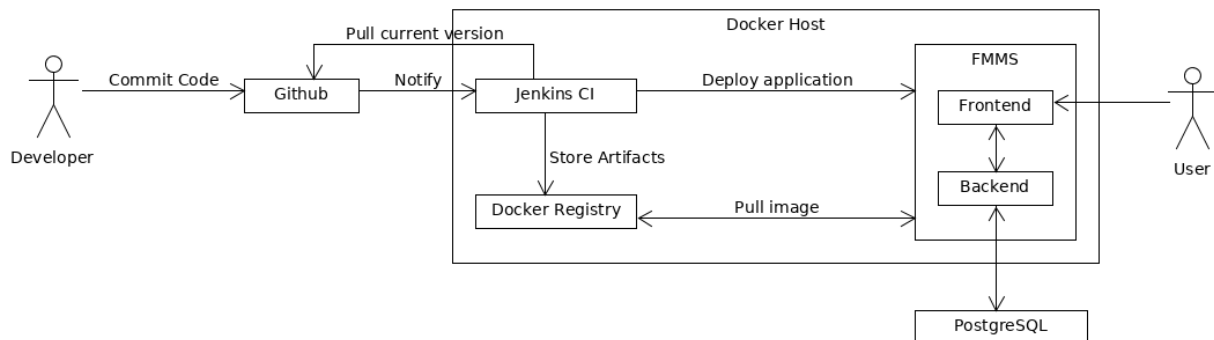 Docker Host
Pull current version
FMMS
Commit Code
Notify
Deploy application
Github
Jenkins CI
Frontend
Developer
Store Artifacts
User
Backend
Docker Registry
Pull image
PostgreSQL